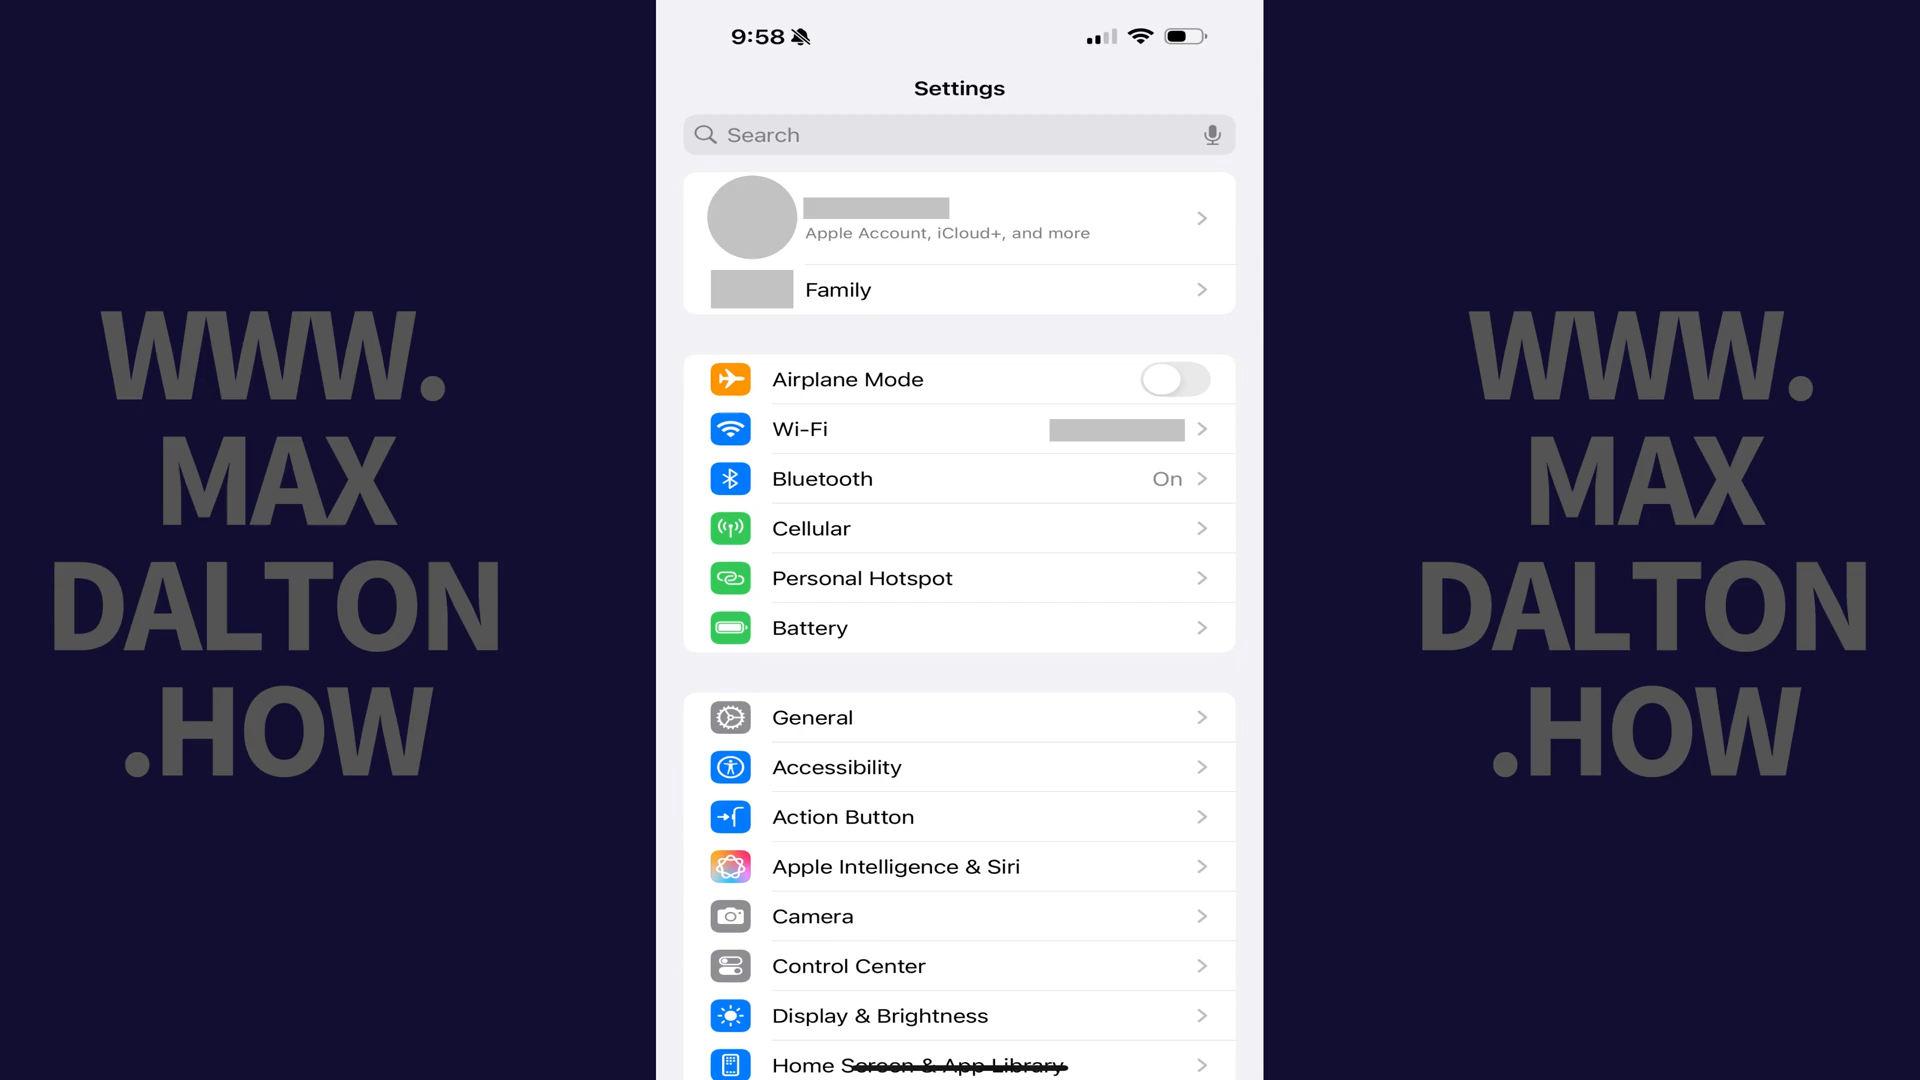 9:58
Settings
Search
Apple Account, iCloud+, and more
Family
Airplane Mode
Wi-Fi
Bluetooth On
Cellular
Personal Hotspot
Battery
General
Accessibility
Action Button
Apple Intelligence & Siri
Camera
Control Center
Display & Brightness
Home Screen & App Library
WWW.
MAX
DALTON
.HOW
WWW.
MAX
DALTON
.HOW